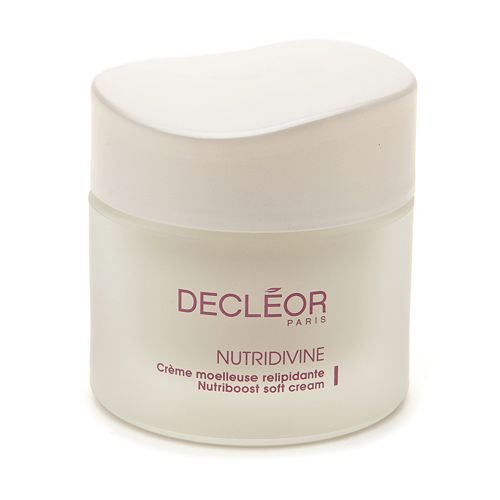 DECLÉOR
PARIS
NUTRIDIVINE
Crème moelleuse relipidante
Nutriboost soft cream